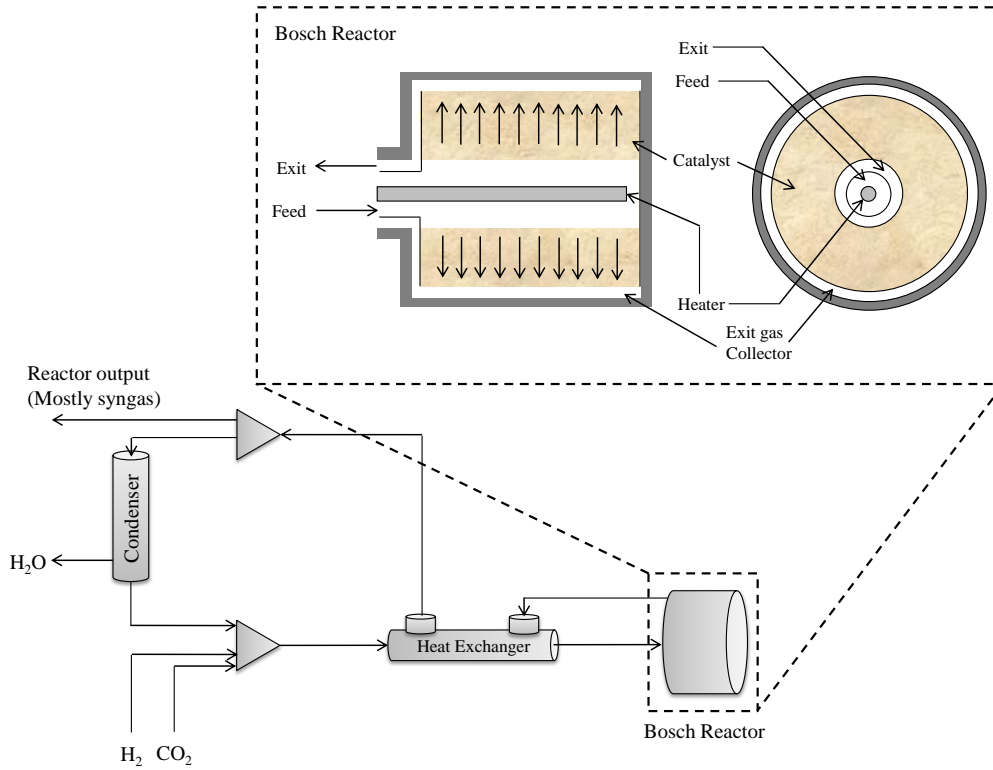 Bosch Reactor
Exit
Feed
Exit
Catalyst
Feed
Heater
Exit gas
Collector
Reactor output
(Mostly syngas)
Condenser
H₂O
Heat Exchanger
Bosch Reactor
H₂ CO₂